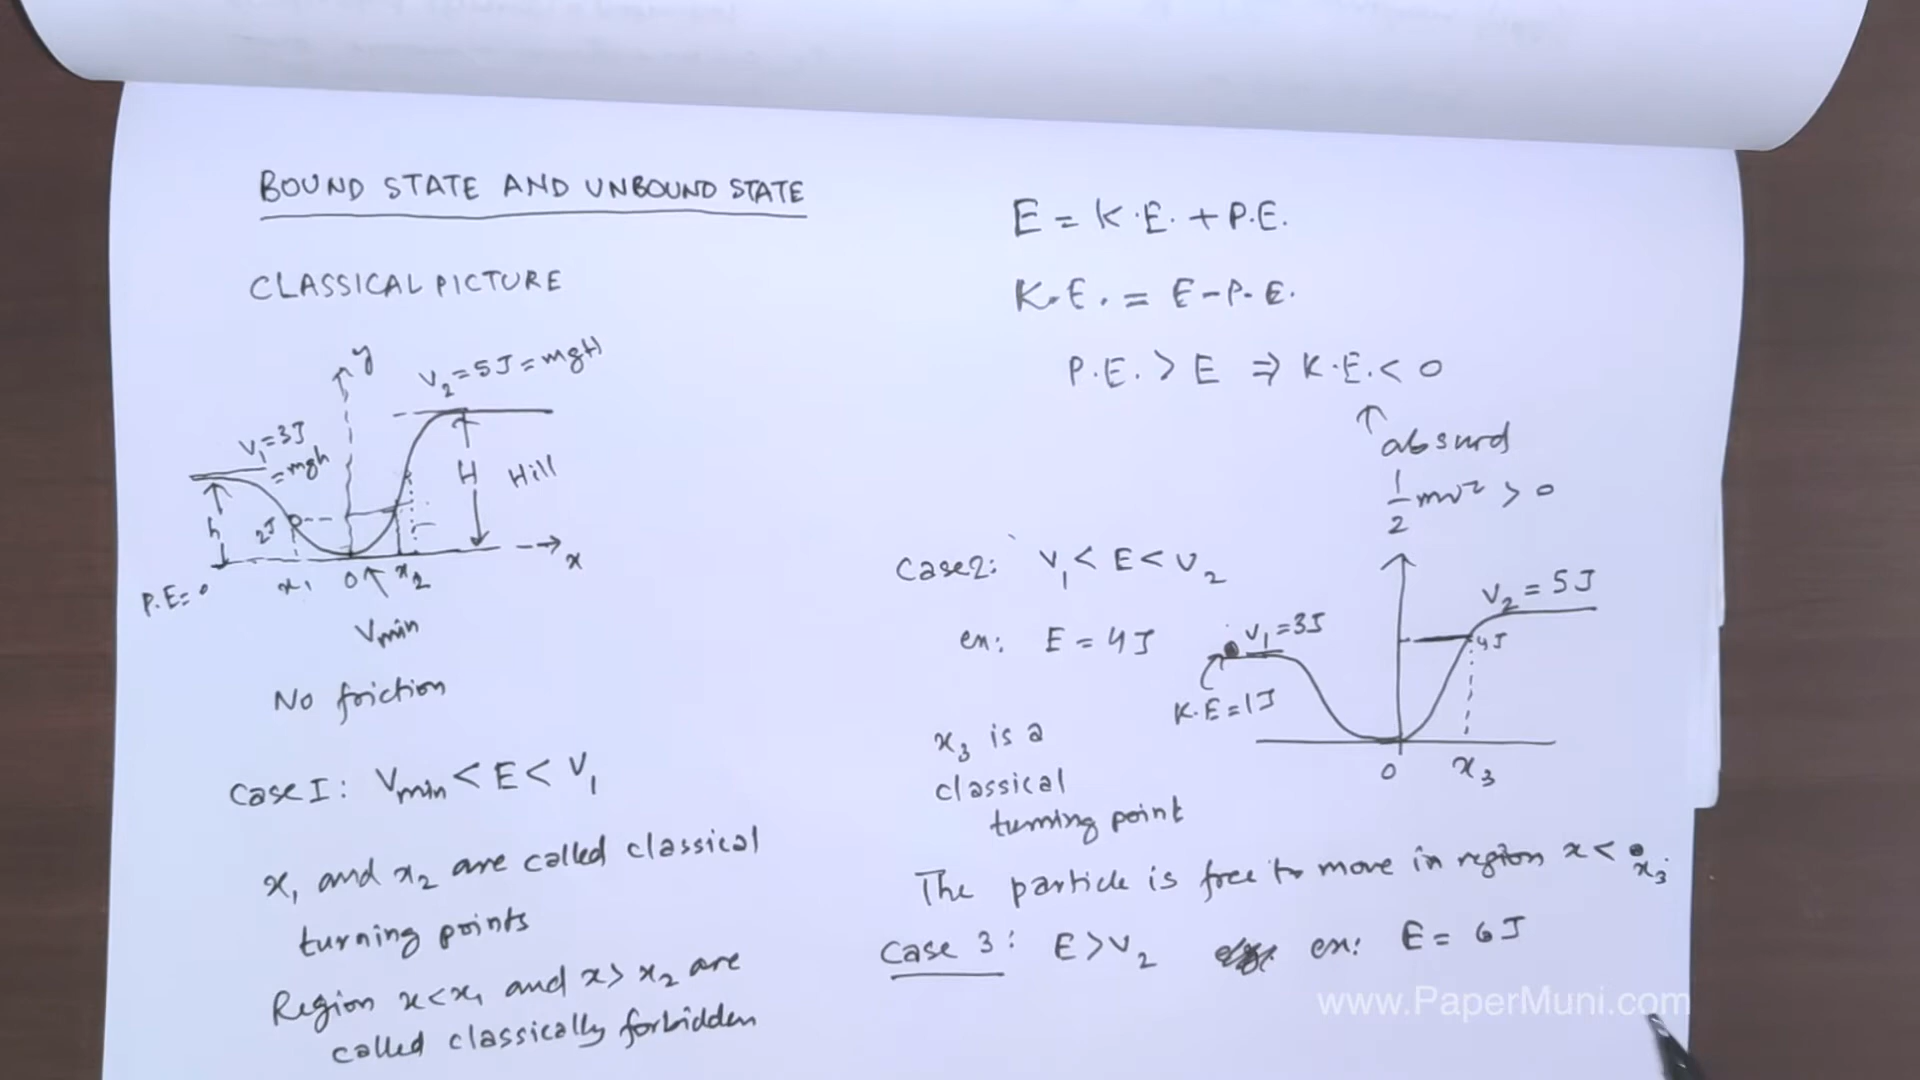 BOUND STATE AND UNBOUND STATE
CLASSICAL PICTURE
y
V₂ = 5J = mgH
V₁ = 3J
= mgh
H
Hill
h
2J
P.E = 0
x₁
0
x₂
x
Vmin
No friction
Case I: Vmin < E < V₁
x₁ and x₂ are called classical
turning points
Region x < x₁ and x > x₂ are
called classically forbidden
E = K.E. + P.E.
K.E. = E - P.E.
P.E. > E ⇒ K.E. < 0
absurd
1/2 mv² > 0
Case 2: V₁ < E < V₂
ex: E = 4J
V₁ = 3J
V₂ = 5J
4J
K.E = 1J
0
x₃
x₃ is a
classical
turning point
The particle is free to move in region x < x₃.
Case 3: E > V₂ ex: E = 6J
www.PaperMuni.com